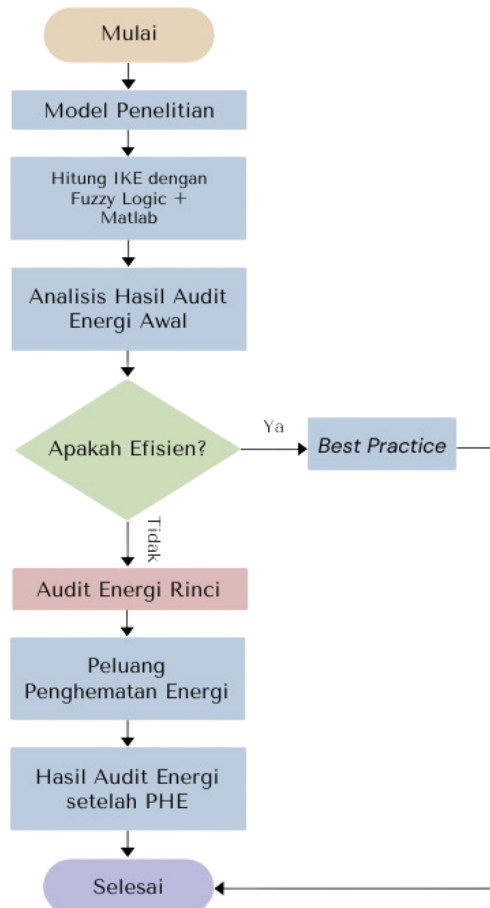 Mulai
Model Penelitian
Hitung IKE dengan
Fuzzy Logic +
Matlab
Analisis Hasil Audit
Energi Awal
Apakah Efisien?
Ya
Best Practice
Tidak
Audit Energi Rinci
Peluang
Penghematan Energi
Hasil Audit Energi
setelah PHE
Selesai